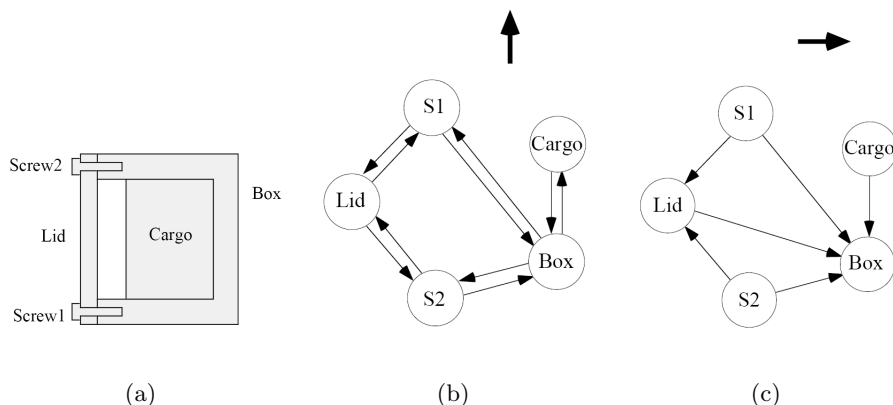 Screw2
Lid
Screw1
Cargo
Box
(a)
S1
Cargo
Lid
Box
S2
(b)
S1
Cargo
Lid
Box
S2
(c)